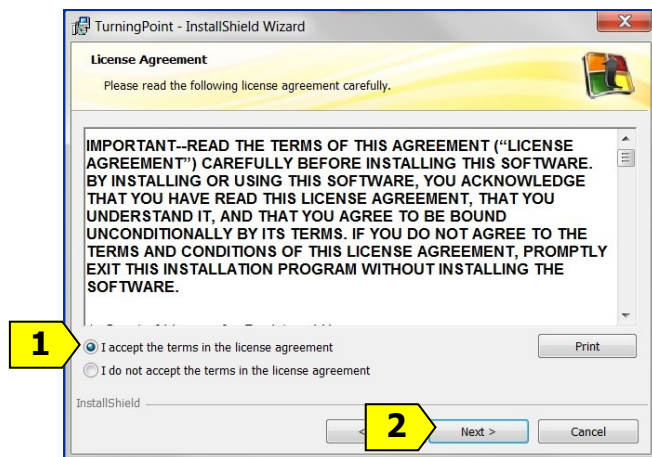 TurningPoint - InstallShield Wizard
License Agreement
Please read the following license agreement carefully.
IMPORTANT--READ THE TERMS OF THIS AGREEMENT (“LICENSE
AGREEMENT”) CAREFULLY BEFORE INSTALLING THIS SOFTWARE.
BY INSTALLING OR USING THIS SOFTWARE, YOU ACKNOWLEDGE
THAT YOU HAVE READ THIS LICENSE AGREEMENT, THAT YOU
UNDERSTAND IT, AND THAT YOU AGREE TO BE BOUND
UNCONDITIONALLY BY ITS TERMS. IF YOU DO NOT AGREE TO THE
TERMS AND CONDITIONS OF THIS LICENSE AGREEMENT, PROMPTLY
EXIT THIS INSTALLATION PROGRAM WITHOUT INSTALLING THE
SOFTWARE.
1
I accept the terms in the license agreement
Print
I do not accept the terms in the license agreement
InstallShield
<
2
Next >
Cancel